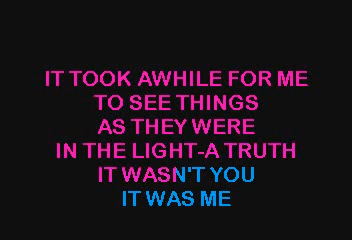 IT TOOK AWHILE FOR ME
TO SEE THINGS
AS THEY WERE
IN THE LIGHT-A TRUTH
IT WASN'T YOU
IT WAS ME